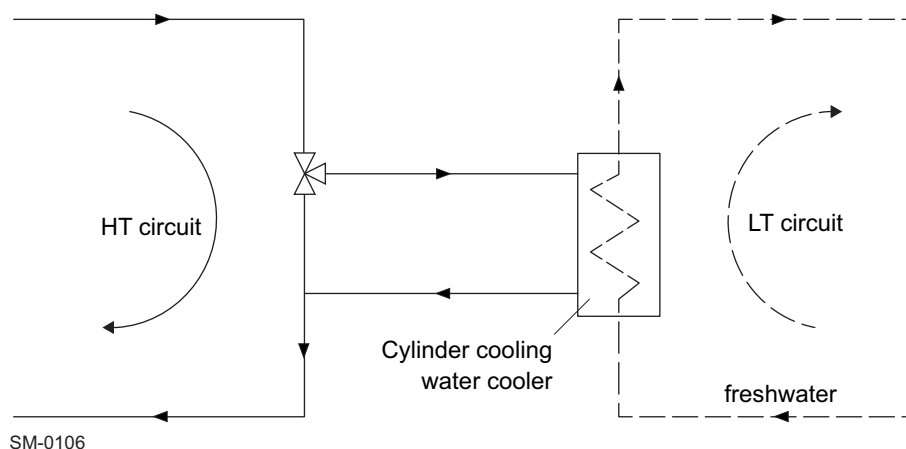 HT circuit
LT circuit
Cylinder cooling
water cooler
freshwater
SM-0106